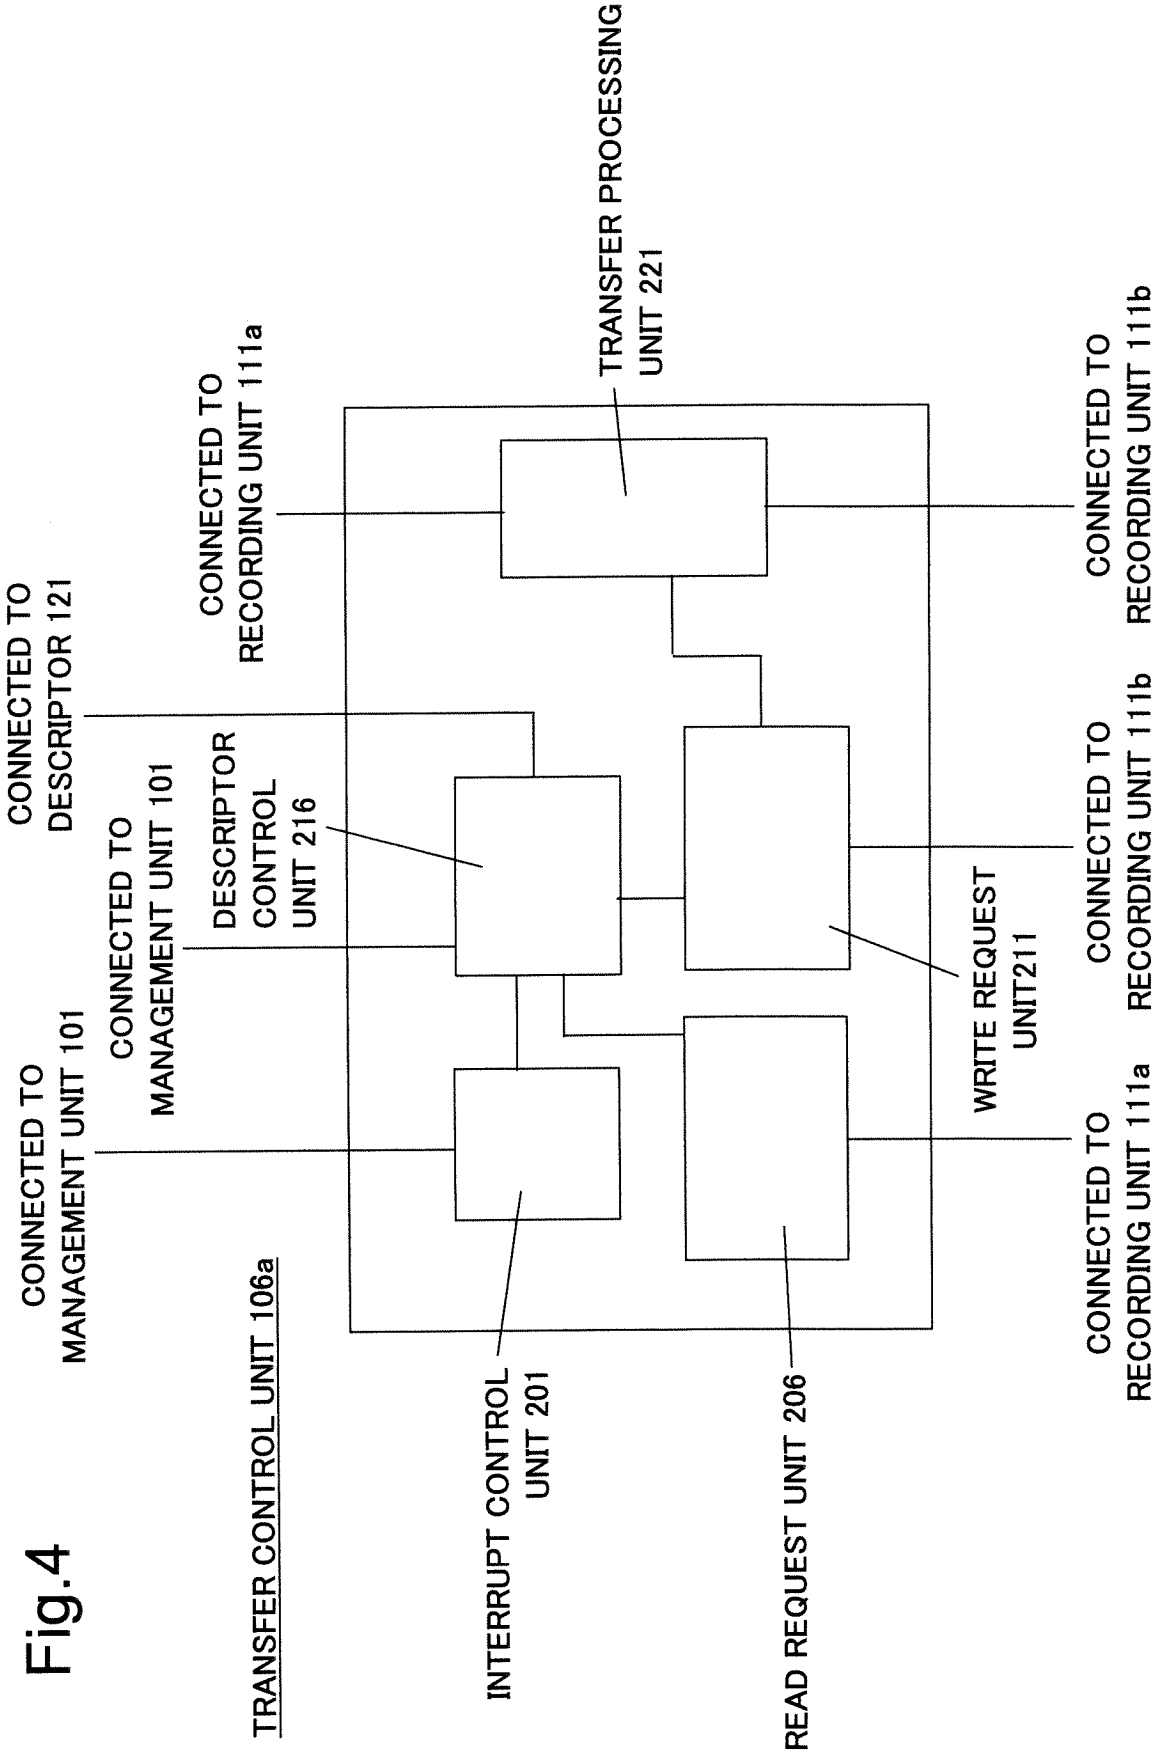 Fig.4
TRANSFER CONTROL UNIT 106a
CONNECTED TO
MANAGEMENT UNIT 101
CONNECTED TO
MANAGEMENT UNIT 101
CONNECTED TO
DESCRIPTOR 121
DESCRIPTOR
CONTROL
UNIT 216
CONNECTED TO
RECORDING UNIT 111a
INTERRUPT CONTROL
UNIT 201
TRANSFER PROCESSING
UNIT 221
READ REQUEST UNIT 206
WRITE REQUEST
UNIT211
CONNECTED TO
RECORDING UNIT 111a
CONNECTED TO
RECORDING UNIT 111b
CONNECTED TO
RECORDING UNIT 111b